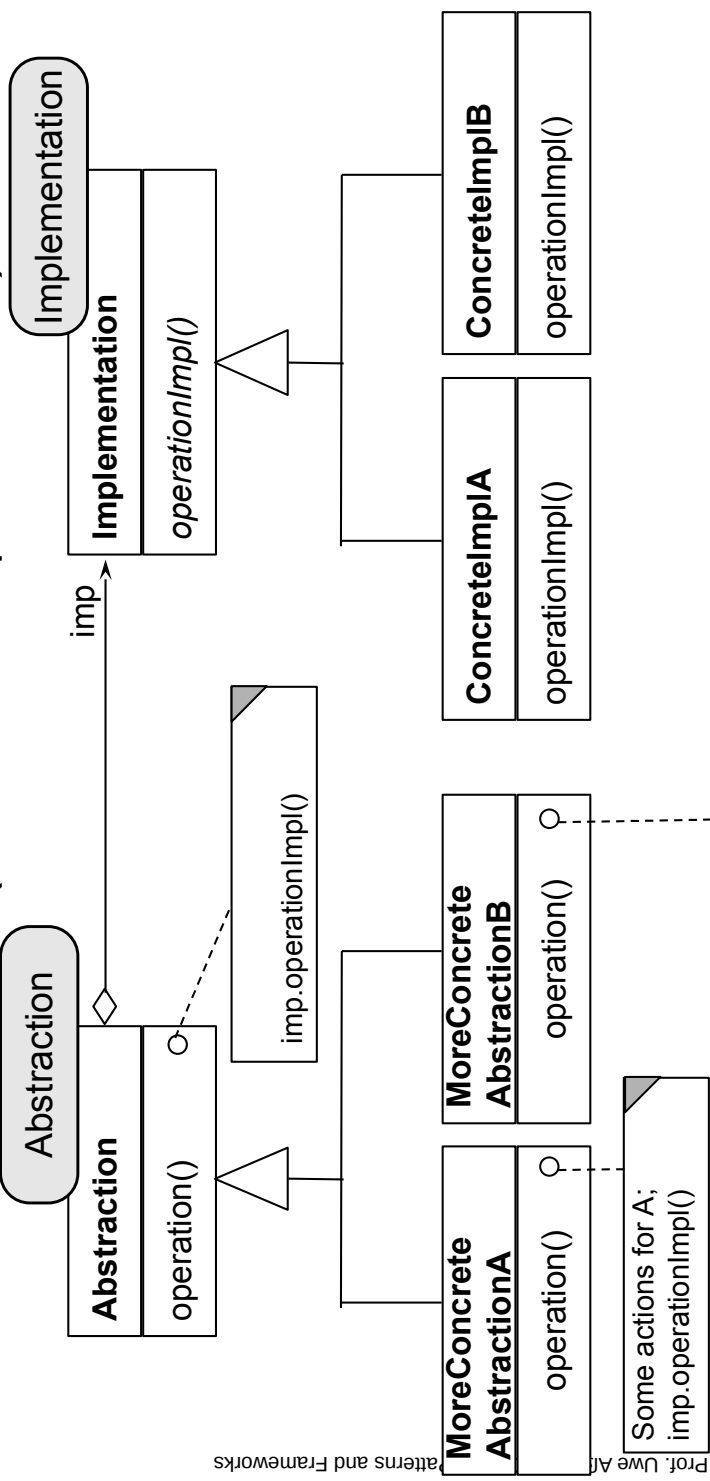 Abstraction
Implementation
Abstraction
operation()
imp
Implementation
operationImpl()
imp.operationImpl()
MoreConcrete
AbstractionA
operation()
MoreConcrete
AbstractionB
operation()
ConcreteImplA
operationImpl()
ConcreteImplB
operationImpl()
Some actions for A;
imp.operationImpl()
Prof. Uwe
and Frameworks